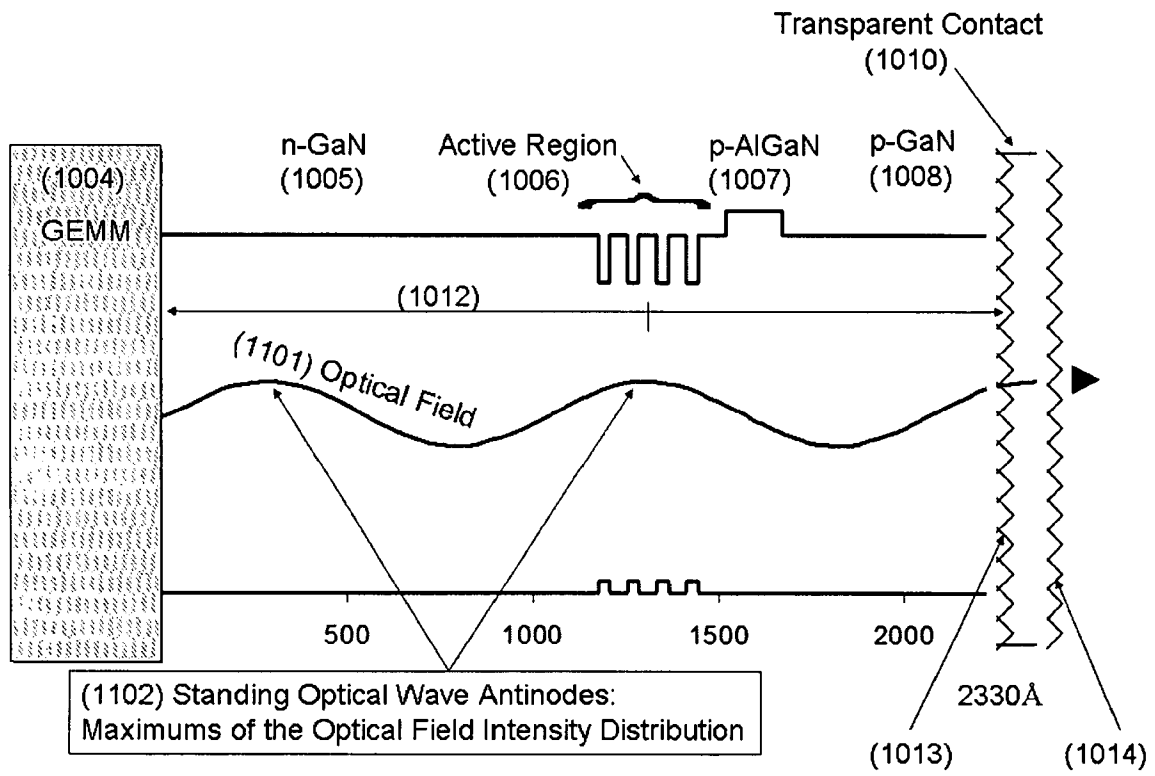 Transparent Contact
(1010)
n-GaN
(1005)
Active Region
(1006)
p-AlGaN
(1007)
p-GaN
(1008)
(1004)
GEMM
(1012)
(1101) Optical Field
500
1000
1500
2000
2330Å
(1102) Standing Optical Wave Antinodes:
Maximums of the Optical Field Intensity Distribution
(1013)
(1014)